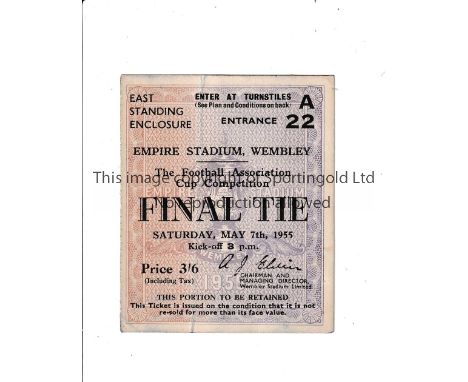 EAST STANDING ENCLOSURE
ENTER AT TURNSTILES
(See Plan and Conditions on back)
A
ENTRANCE 22
EMPIRE STADIUM, WEMBLEY
The Football Association
This image is copyright of Sportingold Ltd
Cup Competition
No reproduction allowed
FINAL TIE
SATURDAY, MAY 7th, 1955
Kick-off 3 p.m.
Price 3/6
(Including Tax)
A J Elvin
CHAIRMAN AND
MANAGING DIRECTOR,
Wembley Stadium Limited
1955
THIS PORTION TO BE RETAINED
This Ticket is issued on the condition that it is not
re-sold for more than its face value.